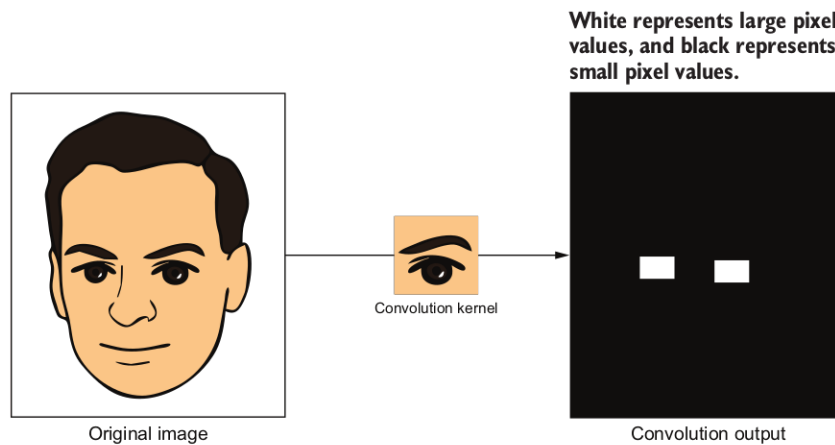 White represents large pixel
values, and black represents
small pixel values.
Convolution kernel
Original image
Convolution output